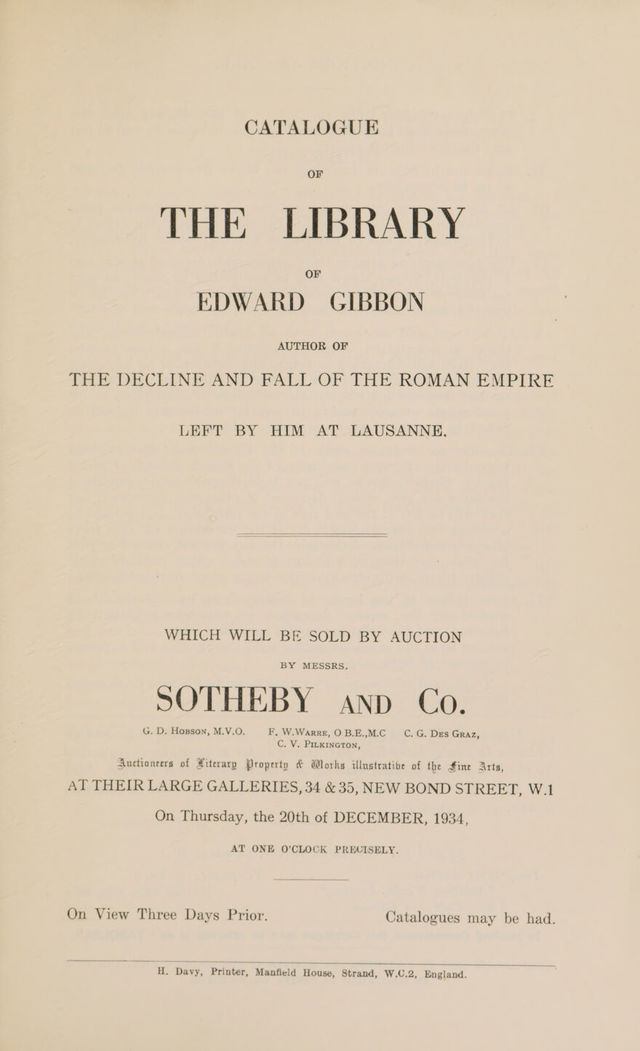 CATALOGUE
OF
THE LIBRARY
OF
EDWARD GIBBON
AUTHOR OF
THE DECLINE AND FALL OF THE ROMAN EMPIRE
LEFT BY HIM AT LAUSANNE.
WHICH WILL BE SOLD BY AUCTION
BY MESSRS.
SOTHEBY AND Co.
G. D. Hobson, M.V.O. F. W.Warre, O B.E.,M.C C. G. Des Graz,
C. V. Pilkington,
Auctioneers of Literary Property & Works illustrative of the Fine Arts,
AT THEIR LARGE GALLERIES, 34 & 35, NEW BOND STREET, W.1
On Thursday, the 20th of DECEMBER, 1934,
AT ONE O'CLOCK PRECISELY.
On View Three Days Prior. Catalogues may be had.
H. Davy, Printer, Manfield House, Strand, W.C.2, England.